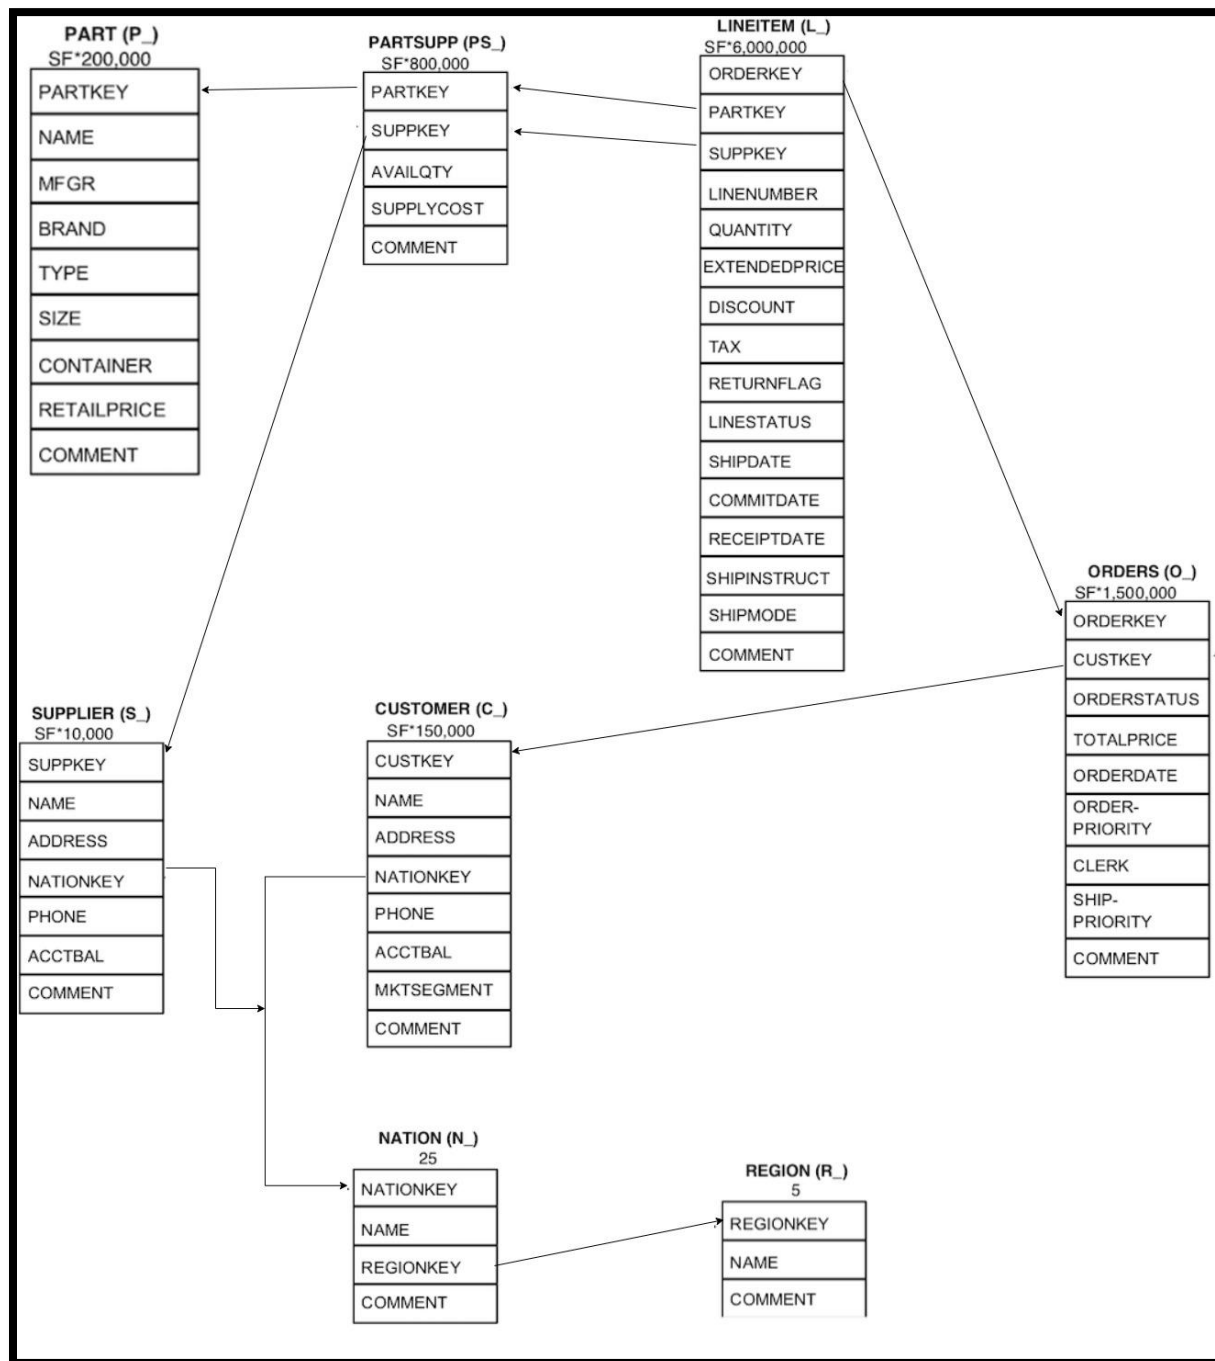 PART (P_)
SF*200,000
PARTKEY
NAME
MFGR
BRAND
TYPE
SIZE
CONTAINER
RETAILPRICE
COMMENT
PARTSUPP (PS_)
SF*800,000
PARTKEY
SUPPKEY
AVAILQTY
SUPPLYCOST
COMMENT
LINEITEM (L_)
SF*6,000,000
ORDERKEY
PARTKEY
SUPPKEY
LINENUMBER
QUANTITY
EXTENDEDPRICE
DISCOUNT
TAX
RETURNFLAG
LINESTATUS
SHIPDATE
COMMITDATE
RECEIPTDATE
SHIPINSTRUCT
SHIPMODE
COMMENT
ORDERS (O_)
SF*1,500,000
ORDERKEY
CUSTKEY
ORDERSTATUS
TOTALPRICE
ORDERDATE
ORDER-
PRIORITY
CLERK
SHIP-
PRIORITY
COMMENT
SUPPLIER (S_)
SF*10,000
SUPPKEY
NAME
ADDRESS
NATIONKEY
PHONE
ACCTBAL
COMMENT
CUSTOMER (C_)
SF*150,000
CUSTKEY
NAME
ADDRESS
NATIONKEY
PHONE
ACCTBAL
MKTSEGMENT
COMMENT
NATION (N_)
25
NATIONKEY
NAME
REGIONKEY
COMMENT
REGION (R_)
5
REGIONKEY
NAME
COMMENT